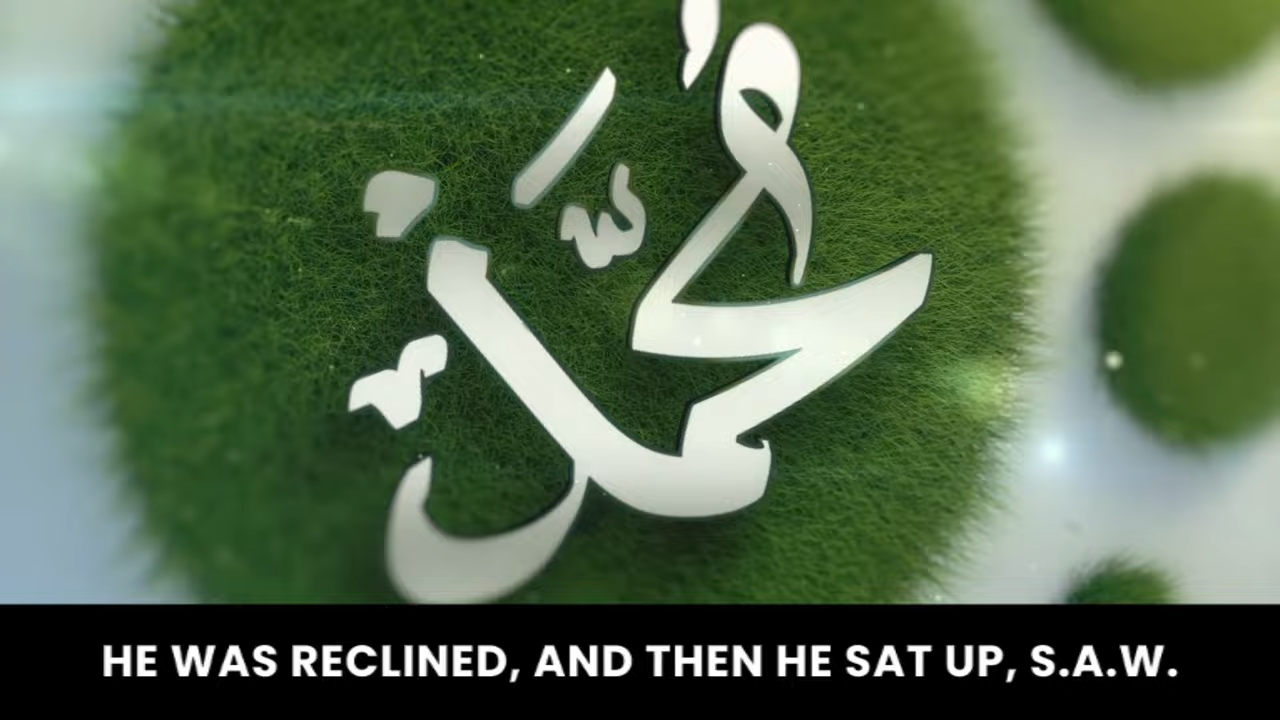 محمد
HE WAS RECLINED, AND THEN HE SAT UP, S.A.W.